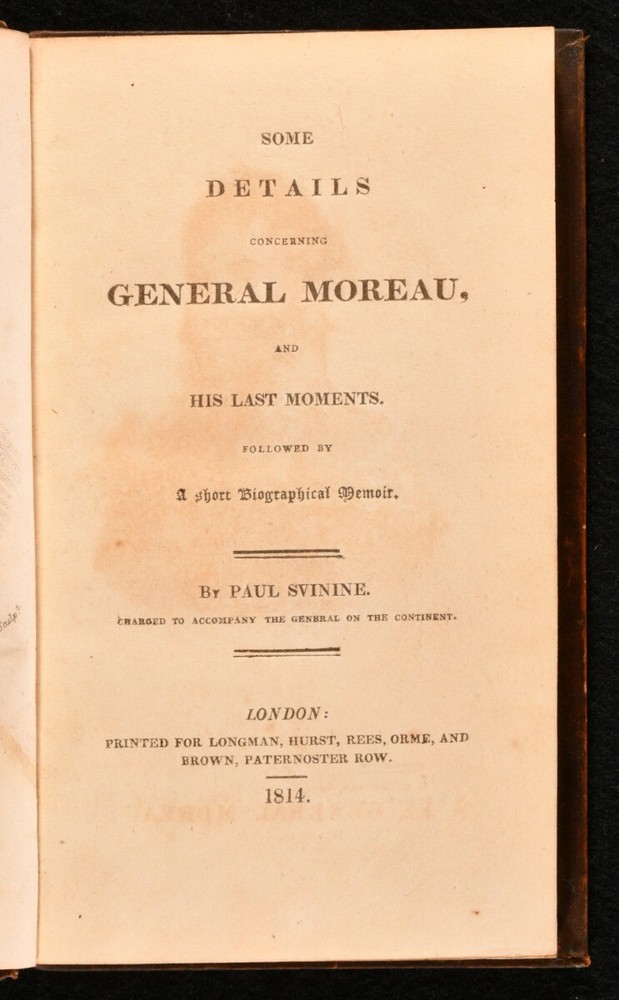 SOME
DETAILS
CONCERNING
GENERAL MOREAU,
AND
HIS LAST MOMENTS.
FOLLOWED BY
A short Biographical Memoir.
By PAUL SVININE.
CHARGED TO ACCOMPANY THE GENERAL ON THE CONTINENT.
LONDON:
PRINTED FOR LONGMAN, HURST, REES, ORME, AND
BROWN, PATERNOSTER ROW.
1814.